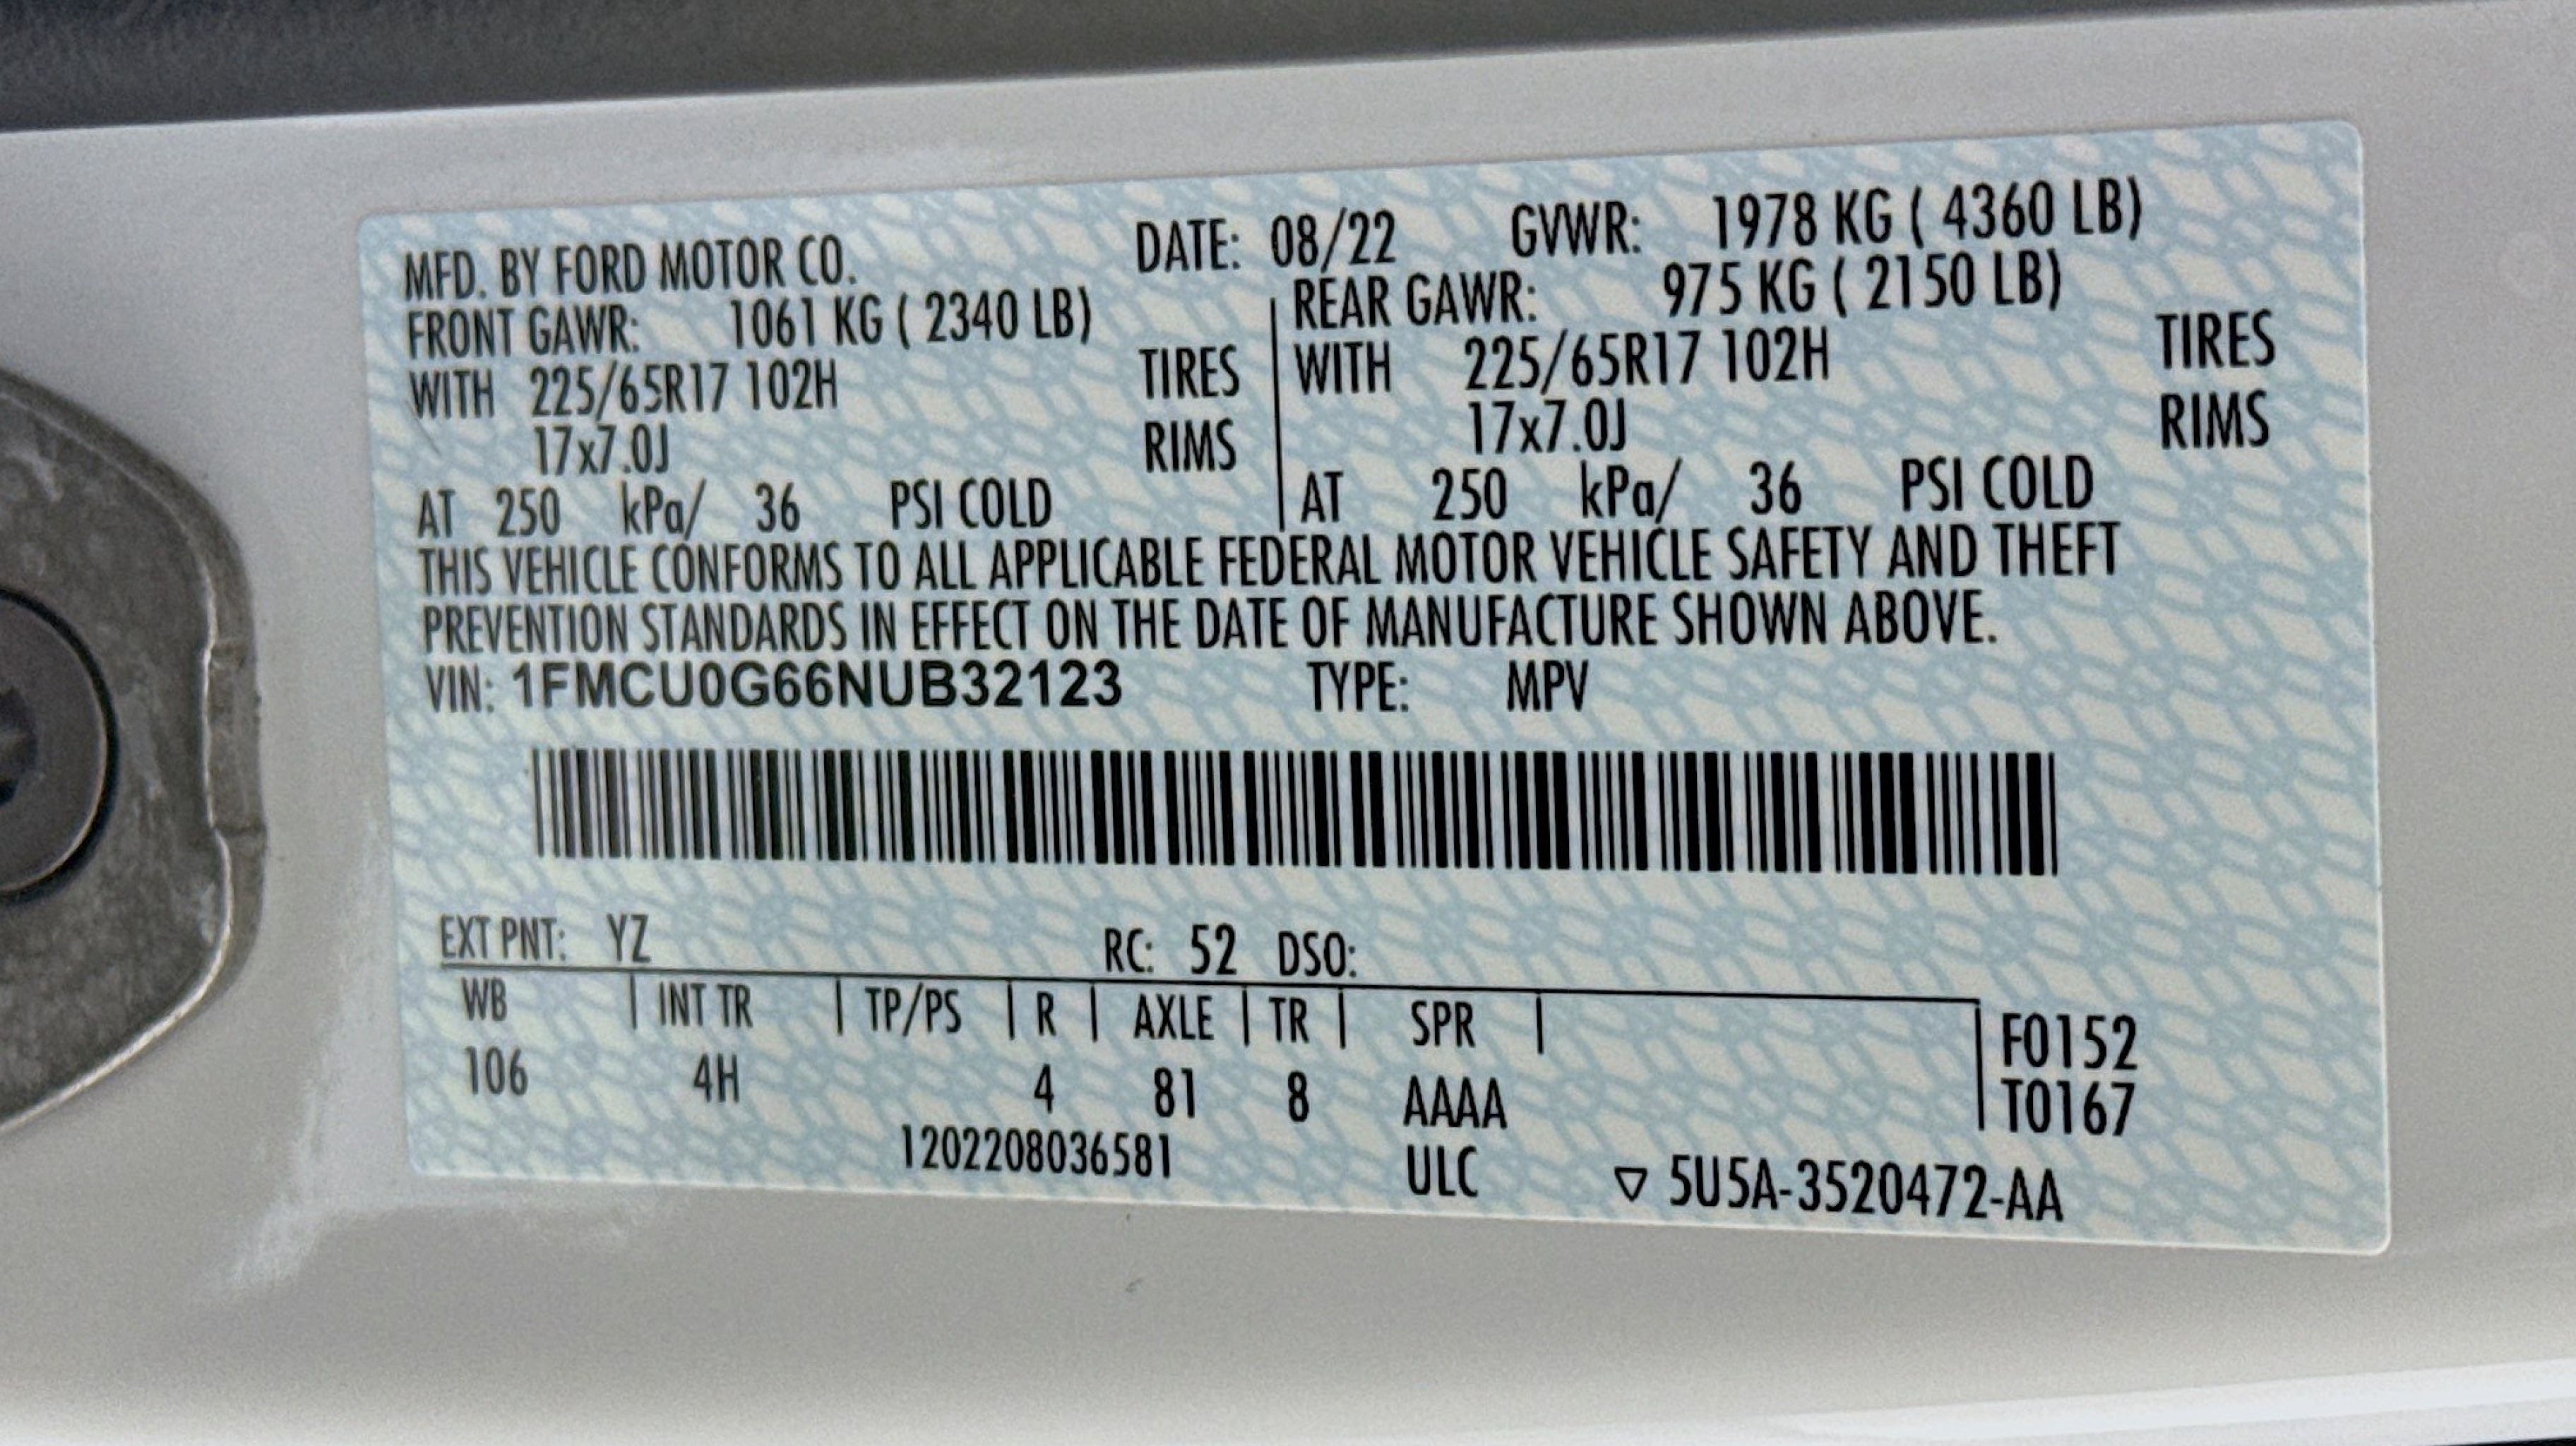 MFD. BY FORD MOTOR CO. DATE: 08/22 GVWR: 1978 KG ( 4360 LB)
FRONT GAWR: 1061 KG ( 2340 LB) REAR GAWR: 975 KG ( 2150 LB)
WITH 225/65R17 102H TIRES WITH 225/65R17 102H TIRES
17x7.0J RIMS 17x7.0J RIMS
AT 250 kPa/ 36 PSI COLD AT 250 kPa/ 36 PSI COLD
THIS VEHICLE CONFORMS TO ALL APPLICABLE FEDERAL MOTOR VEHICLE SAFETY AND THEFT
PREVENTION STANDARDS IN EFFECT ON THE DATE OF MANUFACTURE SHOWN ABOVE.
VIN: 1FMCU0G66NUB32123 TYPE: MPV
EXT PNT: YZ RC: 52 DSO:
WB | INT TR | TP/PS | R | AXLE | TR | SPR | F0152
106 4H 4 81 8 AAAA T0167
1202208036581 ULC ▽ 5U5A-3520472-AA